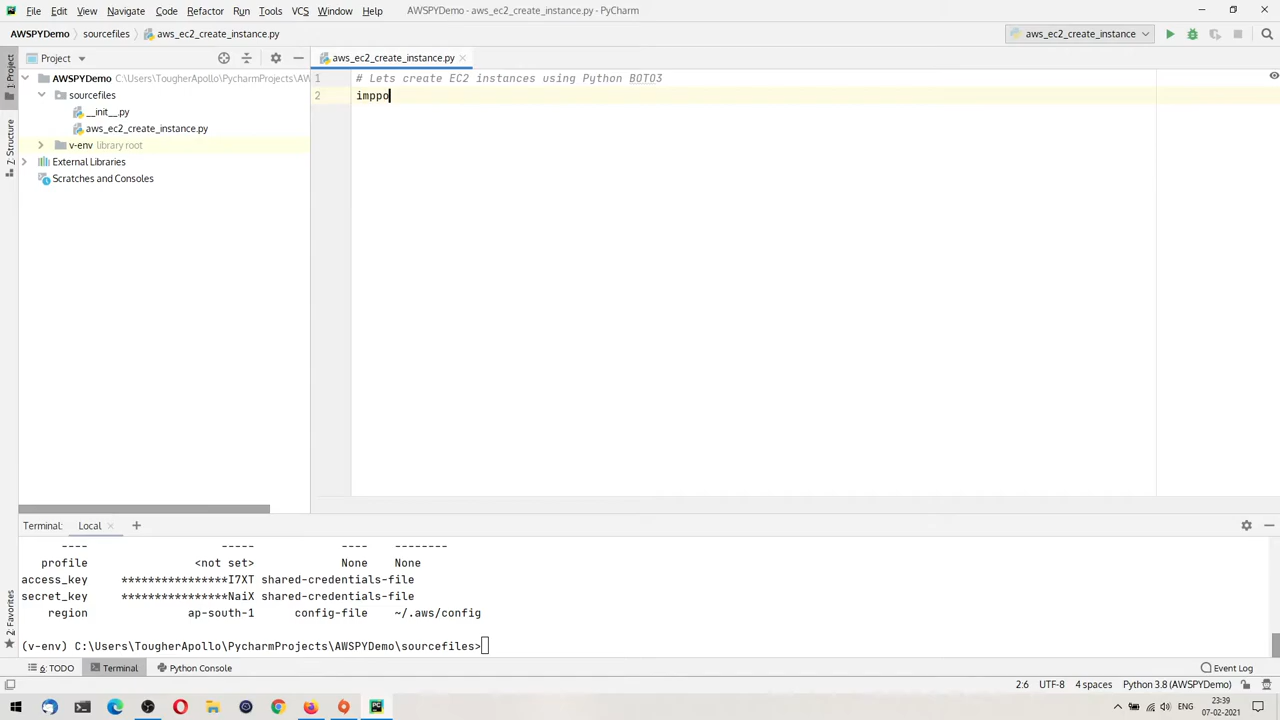 File Edit View Navigate Code Refactor Run Tools VCS Window Help AWSPYDemo - aws_ec2_create_instance.py - PyCharm
AWSPYDemo sourcefiles aws_ec2_create_instance.py aws_ec2_create_instance
Project aws_ec2_create_instance.py
1: Project
AWSPYDemo C:\Users\TougherApollo\PycharmProjects\AW
sourcefiles
__init__.py
aws_ec2_create_instance.py
v-env library root
External Libraries
Scratches and Consoles
Z: Structure
1 # Lets create EC2 instances using Python BOTO3
2 imppo
Terminal: Local
---- ----- ---- --------
profile <not set> None None
access_key ****************I7XT shared-credentials-file
secret_key ****************NaiX shared-credentials-file
region ap-south-1 config-file ~/.aws/config
(v-env) C:\Users\TougherApollo\PycharmProjects\AWSPYDemo\sourcefiles>
2: Favorites
6: TODO Terminal Python Console Event Log
2:6 UTF-8 4 spaces Python 3.8 (AWSPYDemo)
ENG 23:39
07-02-2021